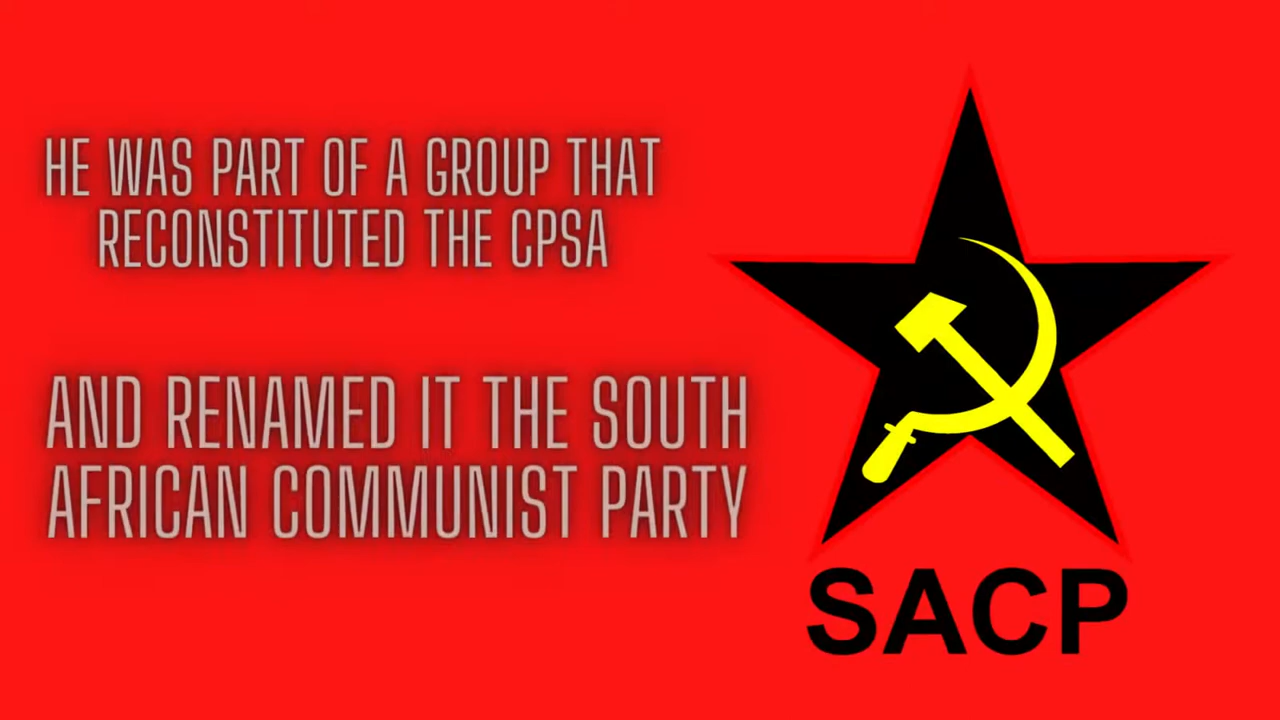 HE WAS PART OF A GROUP THAT
RECONSTITUTED THE CPSA
AND RENAMED IT THE SOUTH
AFRICAN COMMUNIST PARTY
SACP